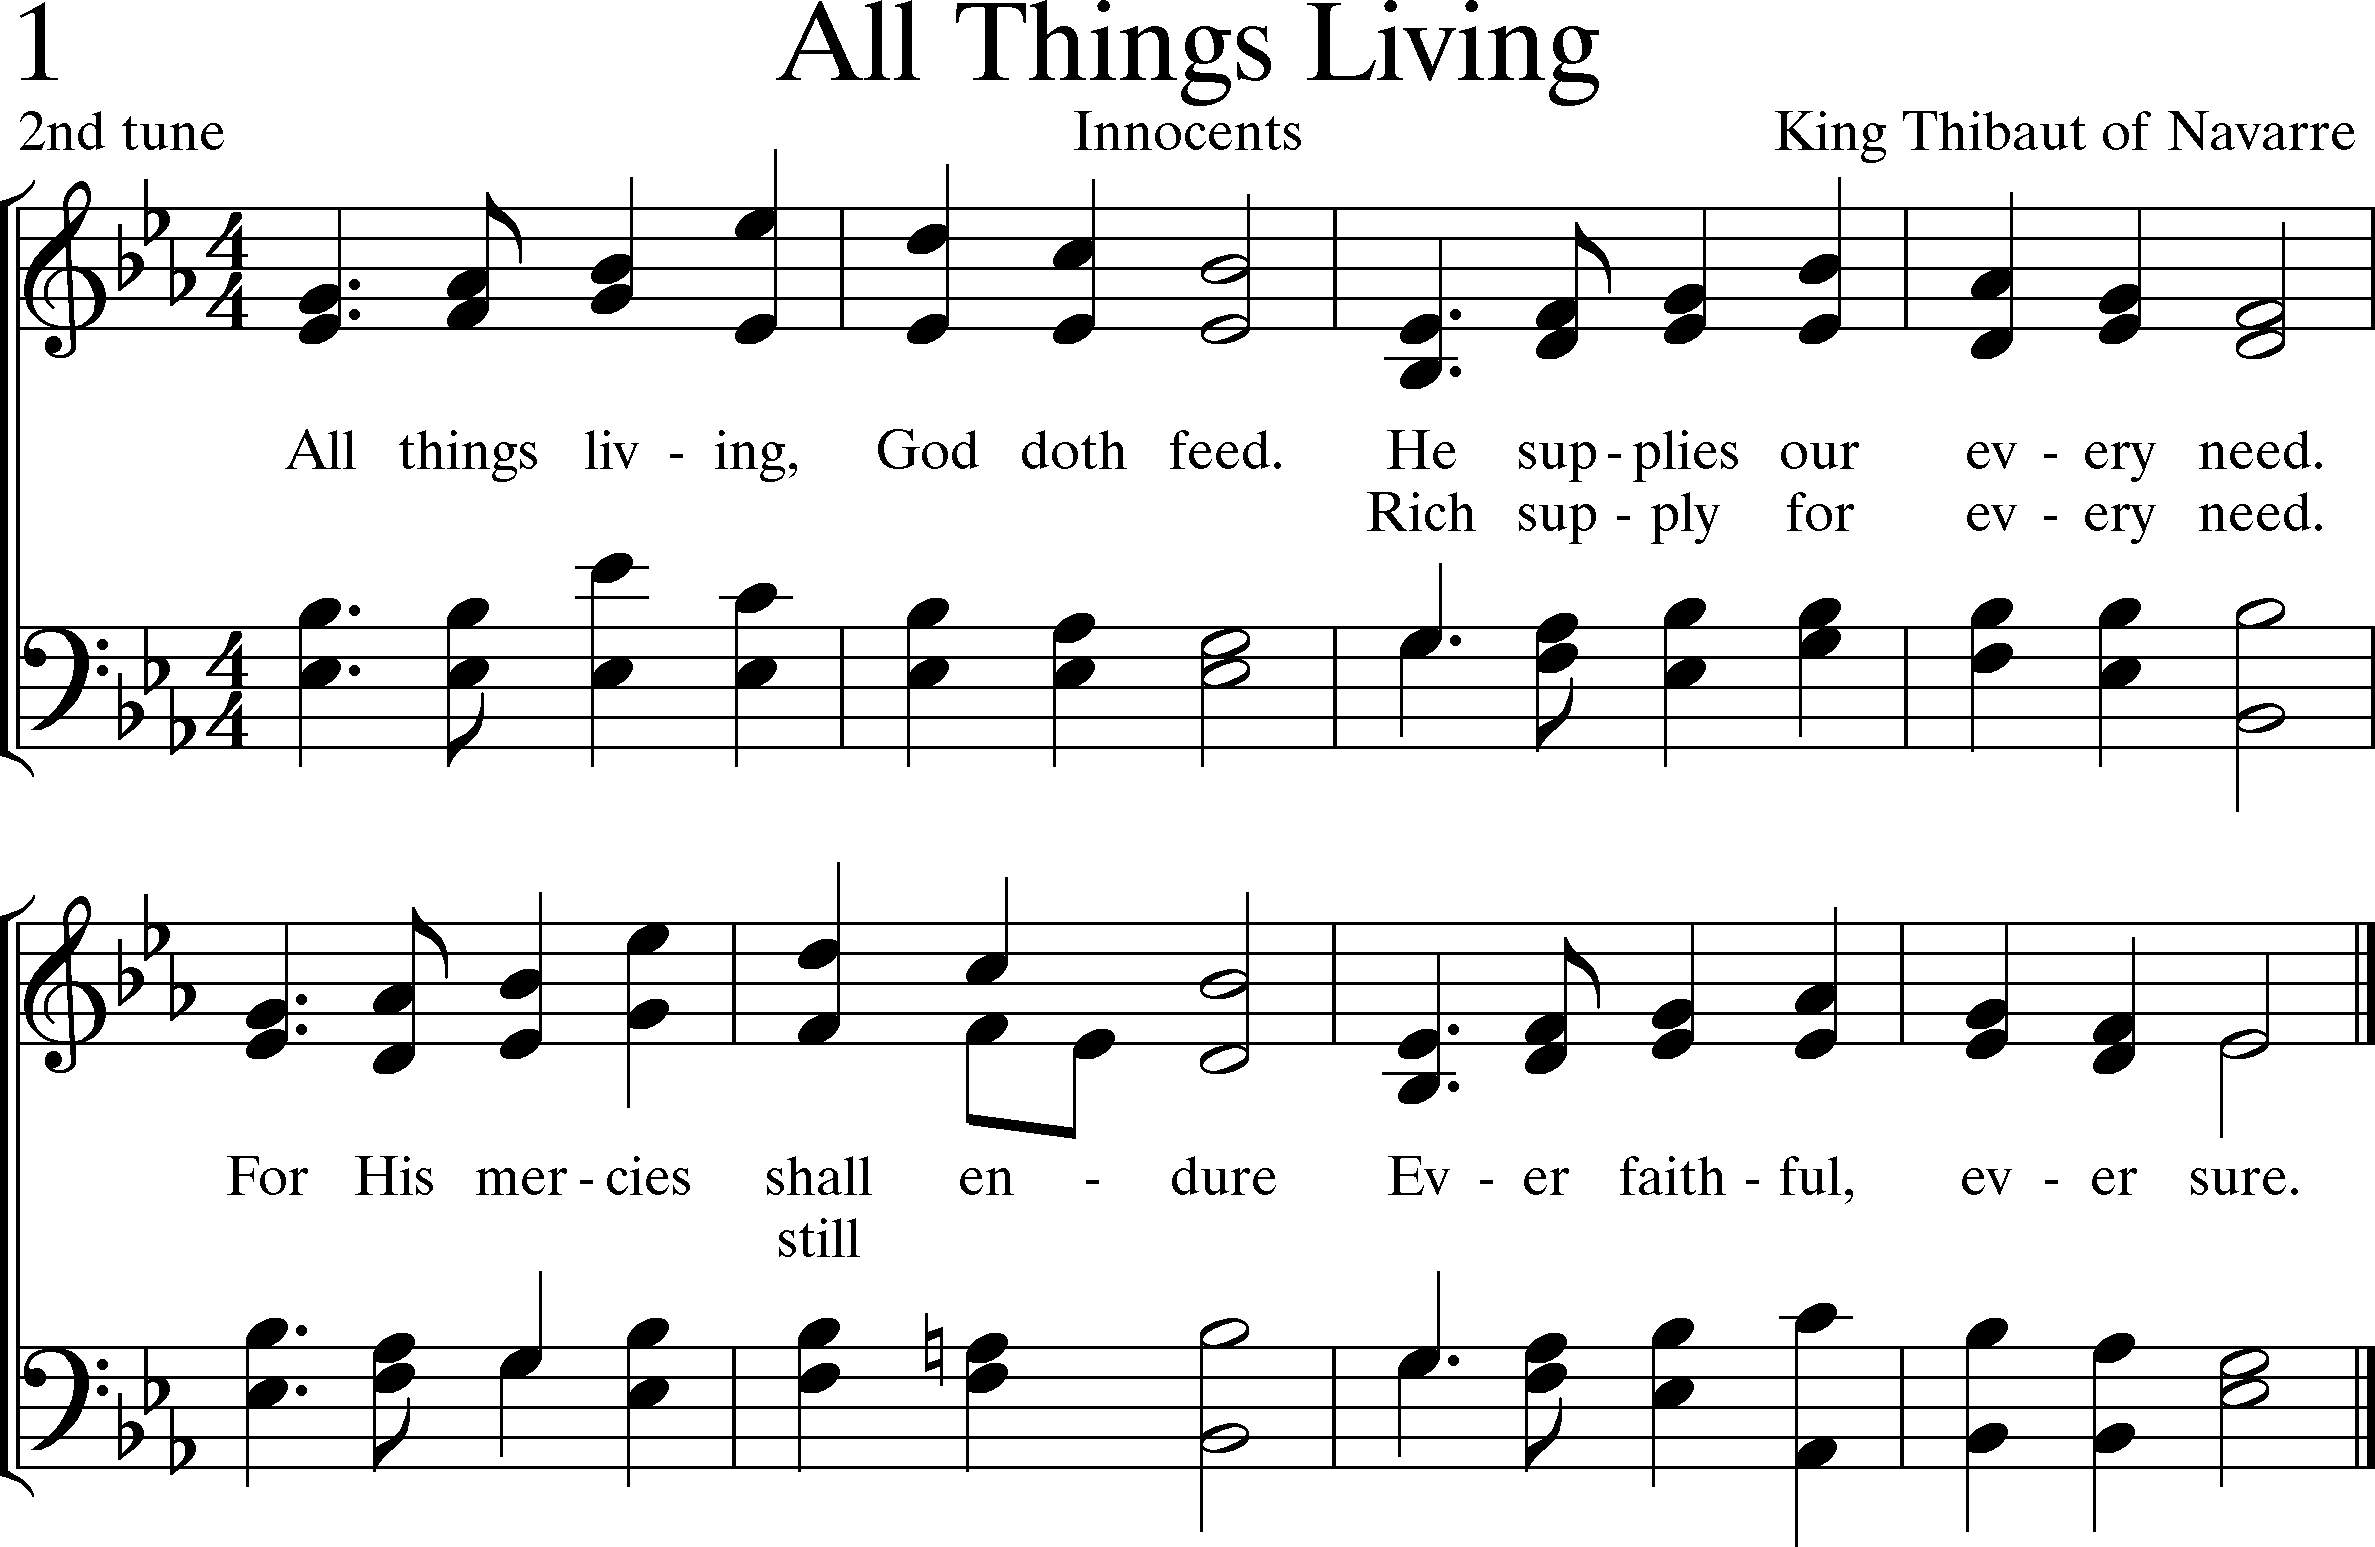 1 All Things Living
2nd tune Innocents King Thibaut of Navarre
All things liv - ing, God doth feed. He sup - plies our ev - ery need.
Rich sup - ply for ev - ery need.
For His mer - cies shall en - dure Ev - er faith - ful, ev - er sure.
still